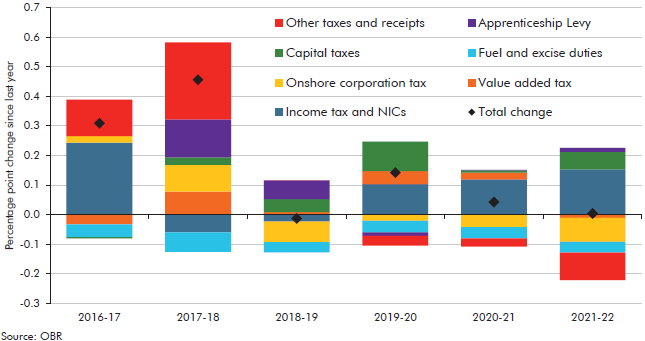 0.7
0.6
0.5
0.4
0.3
0.2
0.1
0.0
-0.1
-0.2
-0.3
Percentage point change since last year
Other taxes and receipts
Apprenticeship Levy
Capital taxes
Fuel and excise duties
Onshore corporation tax
Value added tax
Income tax and NICs
Total change
2016-17
2017-18
2018-19
2019-20
2020-21
2021-22
Source: OBR